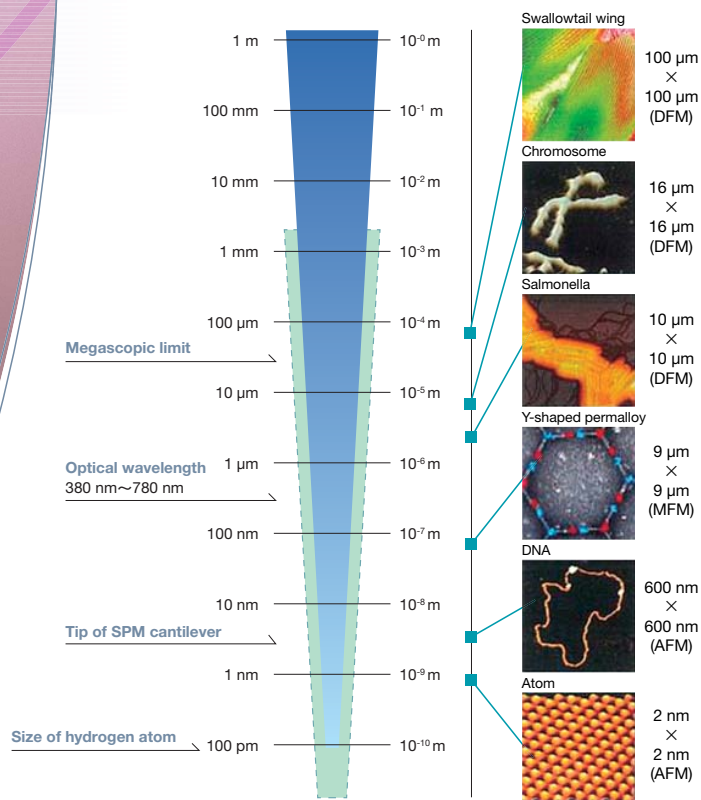 Swallowtail wing
1 m
10⁻⁰ m
100 µm
×
100 µm
(DFM)
100 mm
10⁻¹ m
Chromosome
10 mm
10⁻² m
16 µm
×
16 µm
(DFM)
1 mm
10⁻³ m
Salmonella
100 µm
10⁻⁴ m
10 µm
×
10 µm
(DFM)
Megascopic limit
10 µm
10⁻⁵ m
Y-shaped permalloy
9 µm
×
9 µm
(MFM)
Optical wavelength
380 nm～780 nm
1 µm
10⁻⁶ m
100 nm
10⁻⁷ m
DNA
600 nm
×
600 nm
(AFM)
10 nm
10⁻⁸ m
Tip of SPM cantilever
1 nm
10⁻⁹ m
Atom
2 nm
×
2 nm
(AFM)
Size of hydrogen atom
100 pm
10⁻¹⁰ m